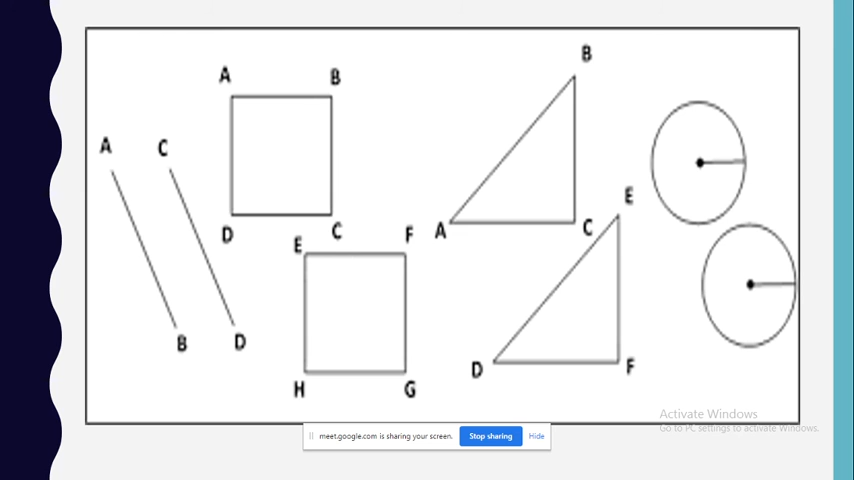 A B
B
A C
E
D C
E F A C
B D
D F
H G
Activate Windows
Go to PC settings to activate Windows.
meet.google.com is sharing your screen. Stop sharing Hide